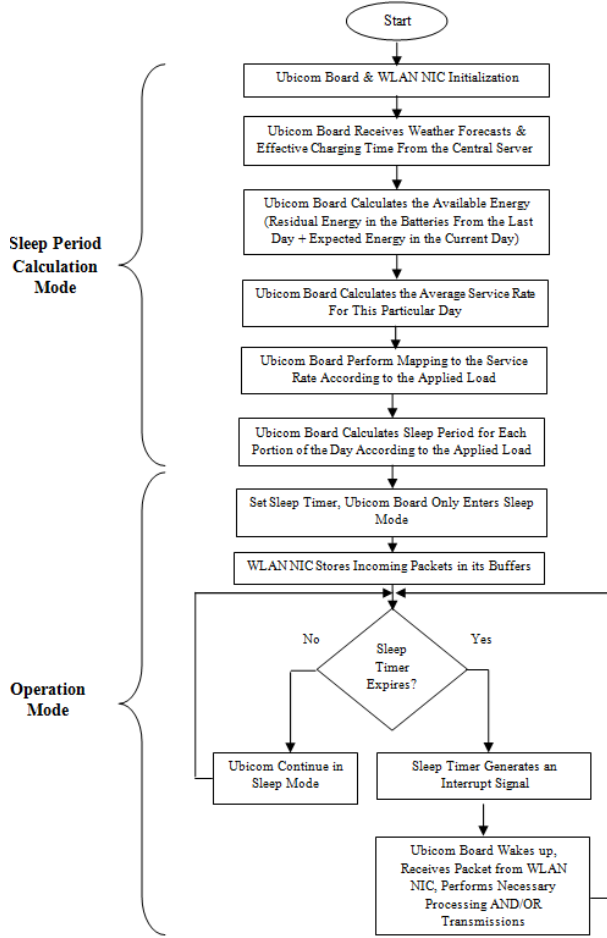 Start
Ubicom Board & WLAN NIC Initialization
Ubicom Board Receives Weather Forecasts &
Effective Charging Time From the Central Server
Ubicom Board Calculates the Available Energy
(Residual Energy in the Batteries From the Last
Day + Expected Energy in the Current Day)
Sleep Period
Calculation
Mode
Ubicom Board Calculates the Average Service Rate
For This Particular Day
Ubicom Board Perform Mapping to the Service
Rate According to the Applied Load
Ubicom Board Calculates Sleep Period for Each
Portion of the Day According to the Applied Load
Set Sleep Timer, Ubicom Board Only Enters Sleep
Mode
WLAN NIC Stores Incoming Packets in its Buffers
No
Yes
Sleep
Timer
Expires?
Operation
Mode
Ubicom Continue in
Sleep Mode
Sleep Timer Generates an
Interrupt Signal
Ubicom Board Wakes up,
Receives Packet from WLAN
NIC, Performs Necessary
Processing AND/OR
Transmissions